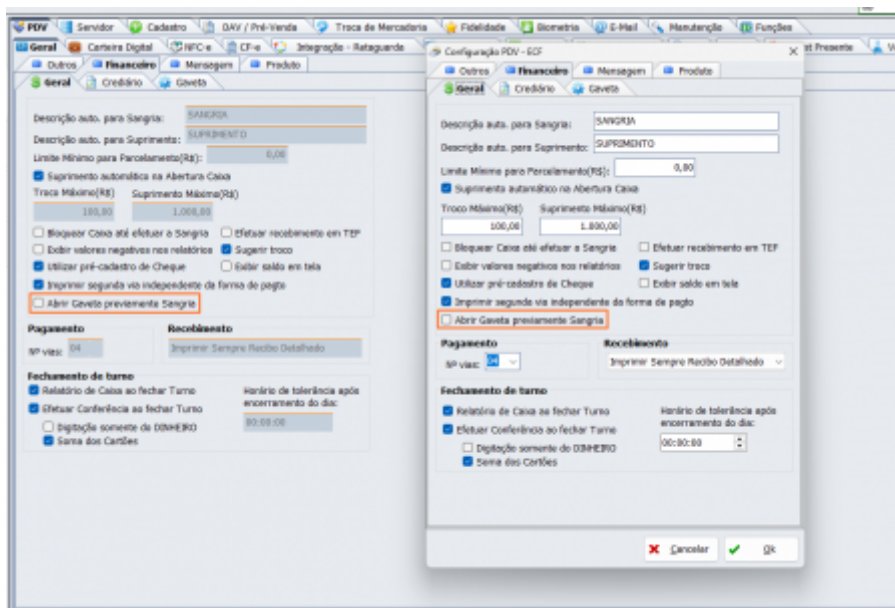 PDV Servidor Cadastro DAV / Pré-Venda Troca de Mercadoria Fidelidade Biometria E-Mail Manutenção Funções
Geral Carteira Digital NFC-e CF-e Integração - Retaguarda
Outros Financeiro Mensagem Produto
Geral Crediário Gaveta
Descrição auto. para Sangria: SANGRIA
Descrição auto. para Suprimento: SUPRIMENTO
Limite Mínimo para Parcelamento(R$): 0,00
Suprimento automático na Abertura Caixa
Troco Máximo(R$) Suprimento Máximo(R$)
100,00 1.000,00
Bloquear Caixa até efetuar a Sangria Efetuar recebimento em TEF
Exibir valores negativos nos relatórios Sugerir troco
Utilizar pré-cadastro de Cheque Exibir saldo em tela
Imprimir segunda via independente da forma de pagto
Abrir Gaveta previamente Sangria
Pagamento Recebimento
Nº vias: 04 Imprimir Sempre Recibo Detalhado
Fechamento de turno
Relatório de Caixa ao fechar Turno Horário de tolerância após
Efetuar Conferência ao fechar Turno encerramento do dia:
Digitação somente do DINHEIRO 00:00:00
Soma dos Cartões
Configuração PDV - ECF
Outros Financeiro Mensagem Produto
Geral Crediário Gaveta
Descrição auto. para Sangria: SANGRIA
Descrição auto. para Suprimento: SUPRIMENTO
Limite Mínimo para Parcelamento(R$): 0,00
Suprimento automático na Abertura Caixa
Troco Máximo(R$) Suprimento Máximo(R$)
100,00 1.000,00
Bloquear Caixa até efetuar a Sangria Efetuar recebimento em TEF
Exibir valores negativos nos relatórios Sugerir troco
Utilizar pré-cadastro de Cheque Exibir saldo em tela
Imprimir segunda via independente da forma de pagto
Abrir Gaveta previamente Sangria
Pagamento Recebimento
Nº vias: 04 Imprimir Sempre Recibo Detalhado
Fechamento de turno
Relatório de Caixa ao fechar Turno Horário de tolerância após
Efetuar Conferência ao fechar Turno encerramento do dia:
Digitação somente do DINHEIRO 00:00:00
Soma dos Cartões
Cancelar Ok